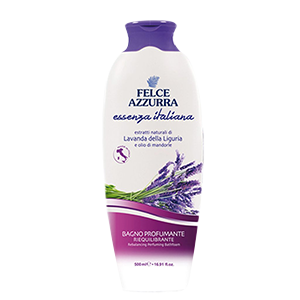 FELCE
AZZURRA
essenza italiana
estratti naturali di
Lavanda della Liguria
e olio di mandorle
BAGNO PROFUMANTE
RIEQUILIBRANTE
Rebalancing Perfuming Bathfoam
500 ml ℮ - 16.91 fl.oz.